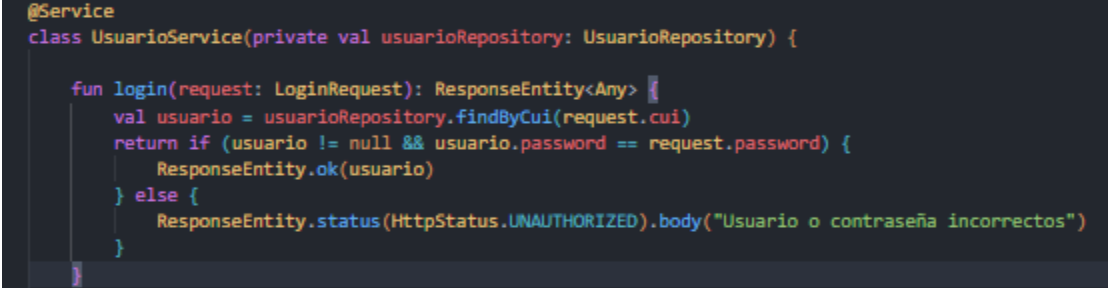 @Service
class UsuarioService(private val usuarioRepository: UsuarioRepository) {
fun login(request: LoginRequest): ResponseEntity<Any> {
val usuario = usuarioRepository.findByCui(request.cui)
return if (usuario != null && usuario.password == request.password) {
ResponseEntity.ok(usuario)
} else {
ResponseEntity.status(HttpStatus.UNAUTHORIZED).body("Usuario o contraseña incorrectos")
}
}